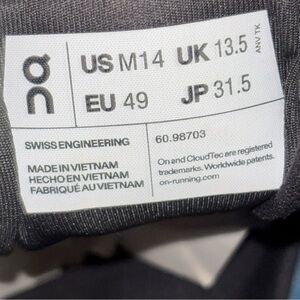 on
US M14 UK 13.5
EU 49 JP 31.5
ANV TK
SWISS ENGINEERING
MADE IN VIETNAM
HECHO EN VIETNAM
FABRIQUÉ AU VIETNAM
60.98703
On and CloudTec are registered
trademarks. Worldwide patents.
on-running.com